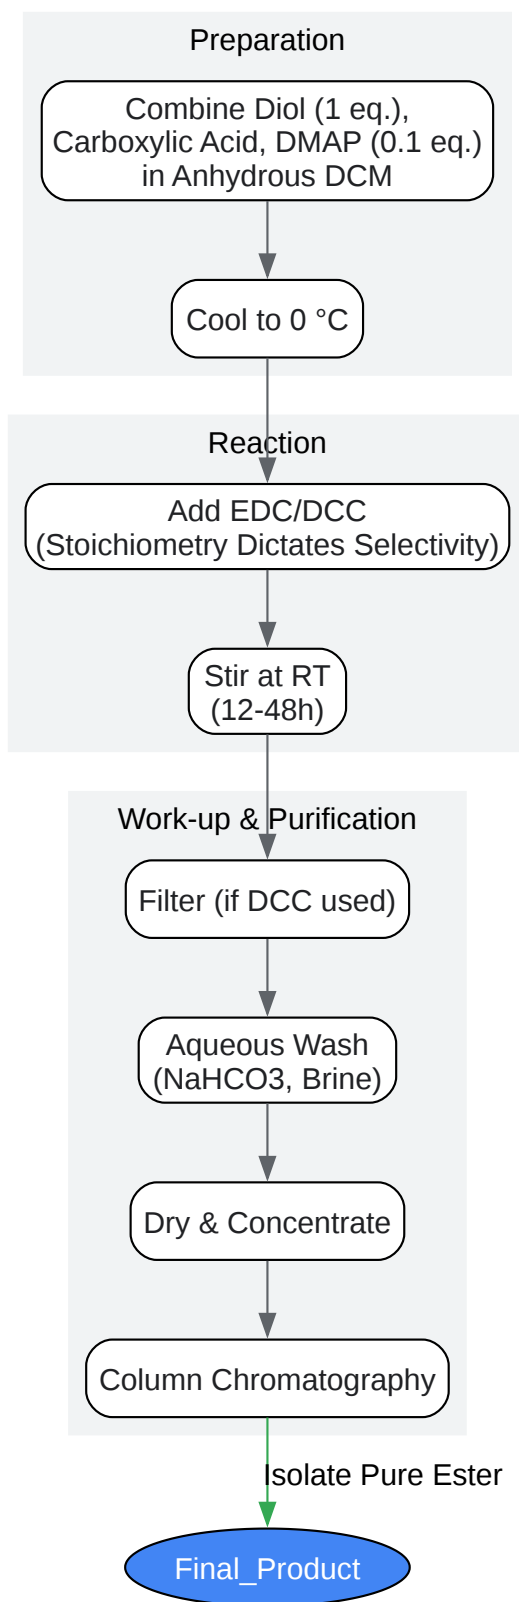 Preparation
Combine Diol (1 eq.),
Carboxylic Acid, DMAP (0.1 eq.)
in Anhydrous DCM
Cool to 0 °C
Reaction
Add EDC/DCC
(Stoichiometry Dictates Selectivity)
Stir at RT
(12-48h)
Work-up & Purification
Filter (if DCC used)
Aqueous Wash
(NaHCO3, Brine)
Dry & Concentrate
Column Chromatography
Isolate Pure Ester
Final_Product